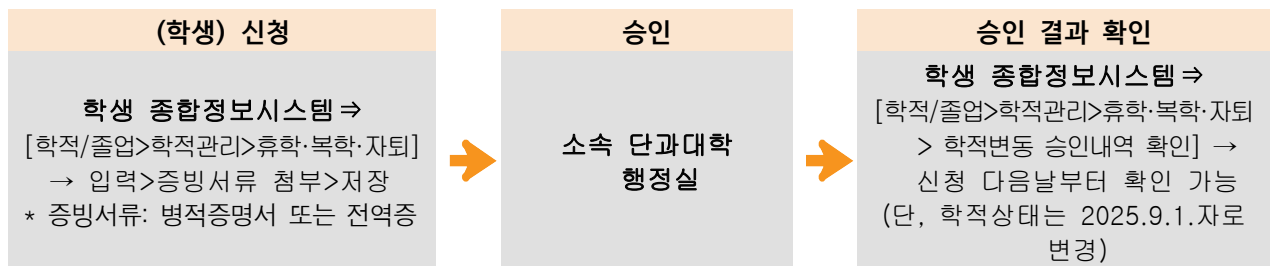 (학생) 신청
학생 종합정보시스템⇒
[학적/졸업>학적관리>휴학·복학·자퇴]
→ 입력>증빙서류 첨부>저장
* 증빙서류: 병적증명서 또는 전역증
승인
소속 단과대학
행정실
승인 결과 확인
학생 종합정보시스템⇒
[학적/졸업>학적관리>휴학·복학·자퇴
> 학적변동 승인내역 확인] →
신청 다음날부터 확인 가능
(단, 학적상태는 2025.9.1.자로
변경)